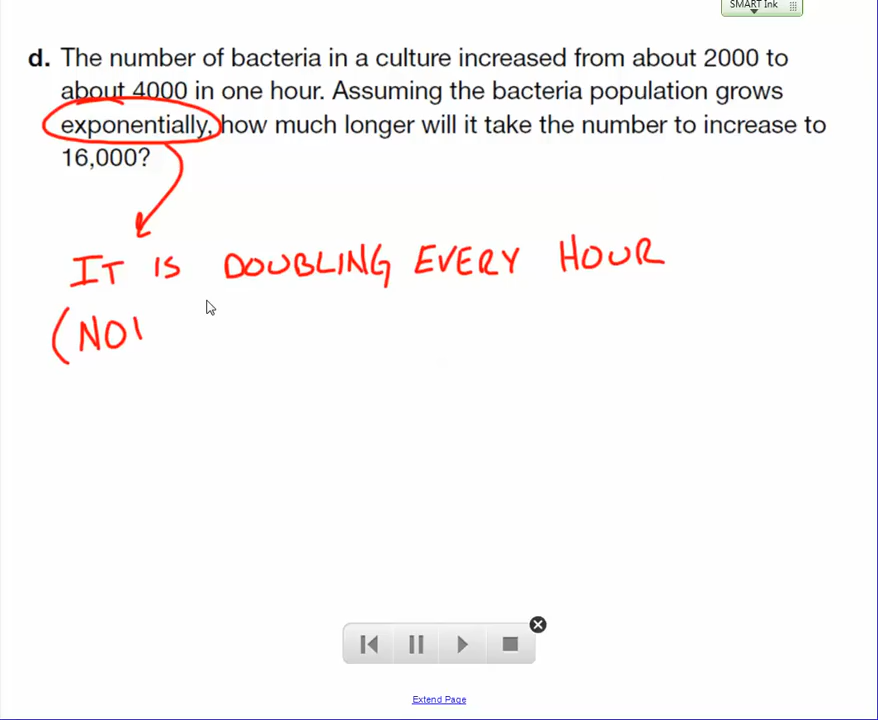 SMART Ink
d. The number of bacteria in a culture increased from about 2000 to
about 4000 in one hour. Assuming the bacteria population grows
exponentially, how much longer will it take the number to increase to
16,000?
IT IS DOUBLING EVERY HOUR
Extend Page